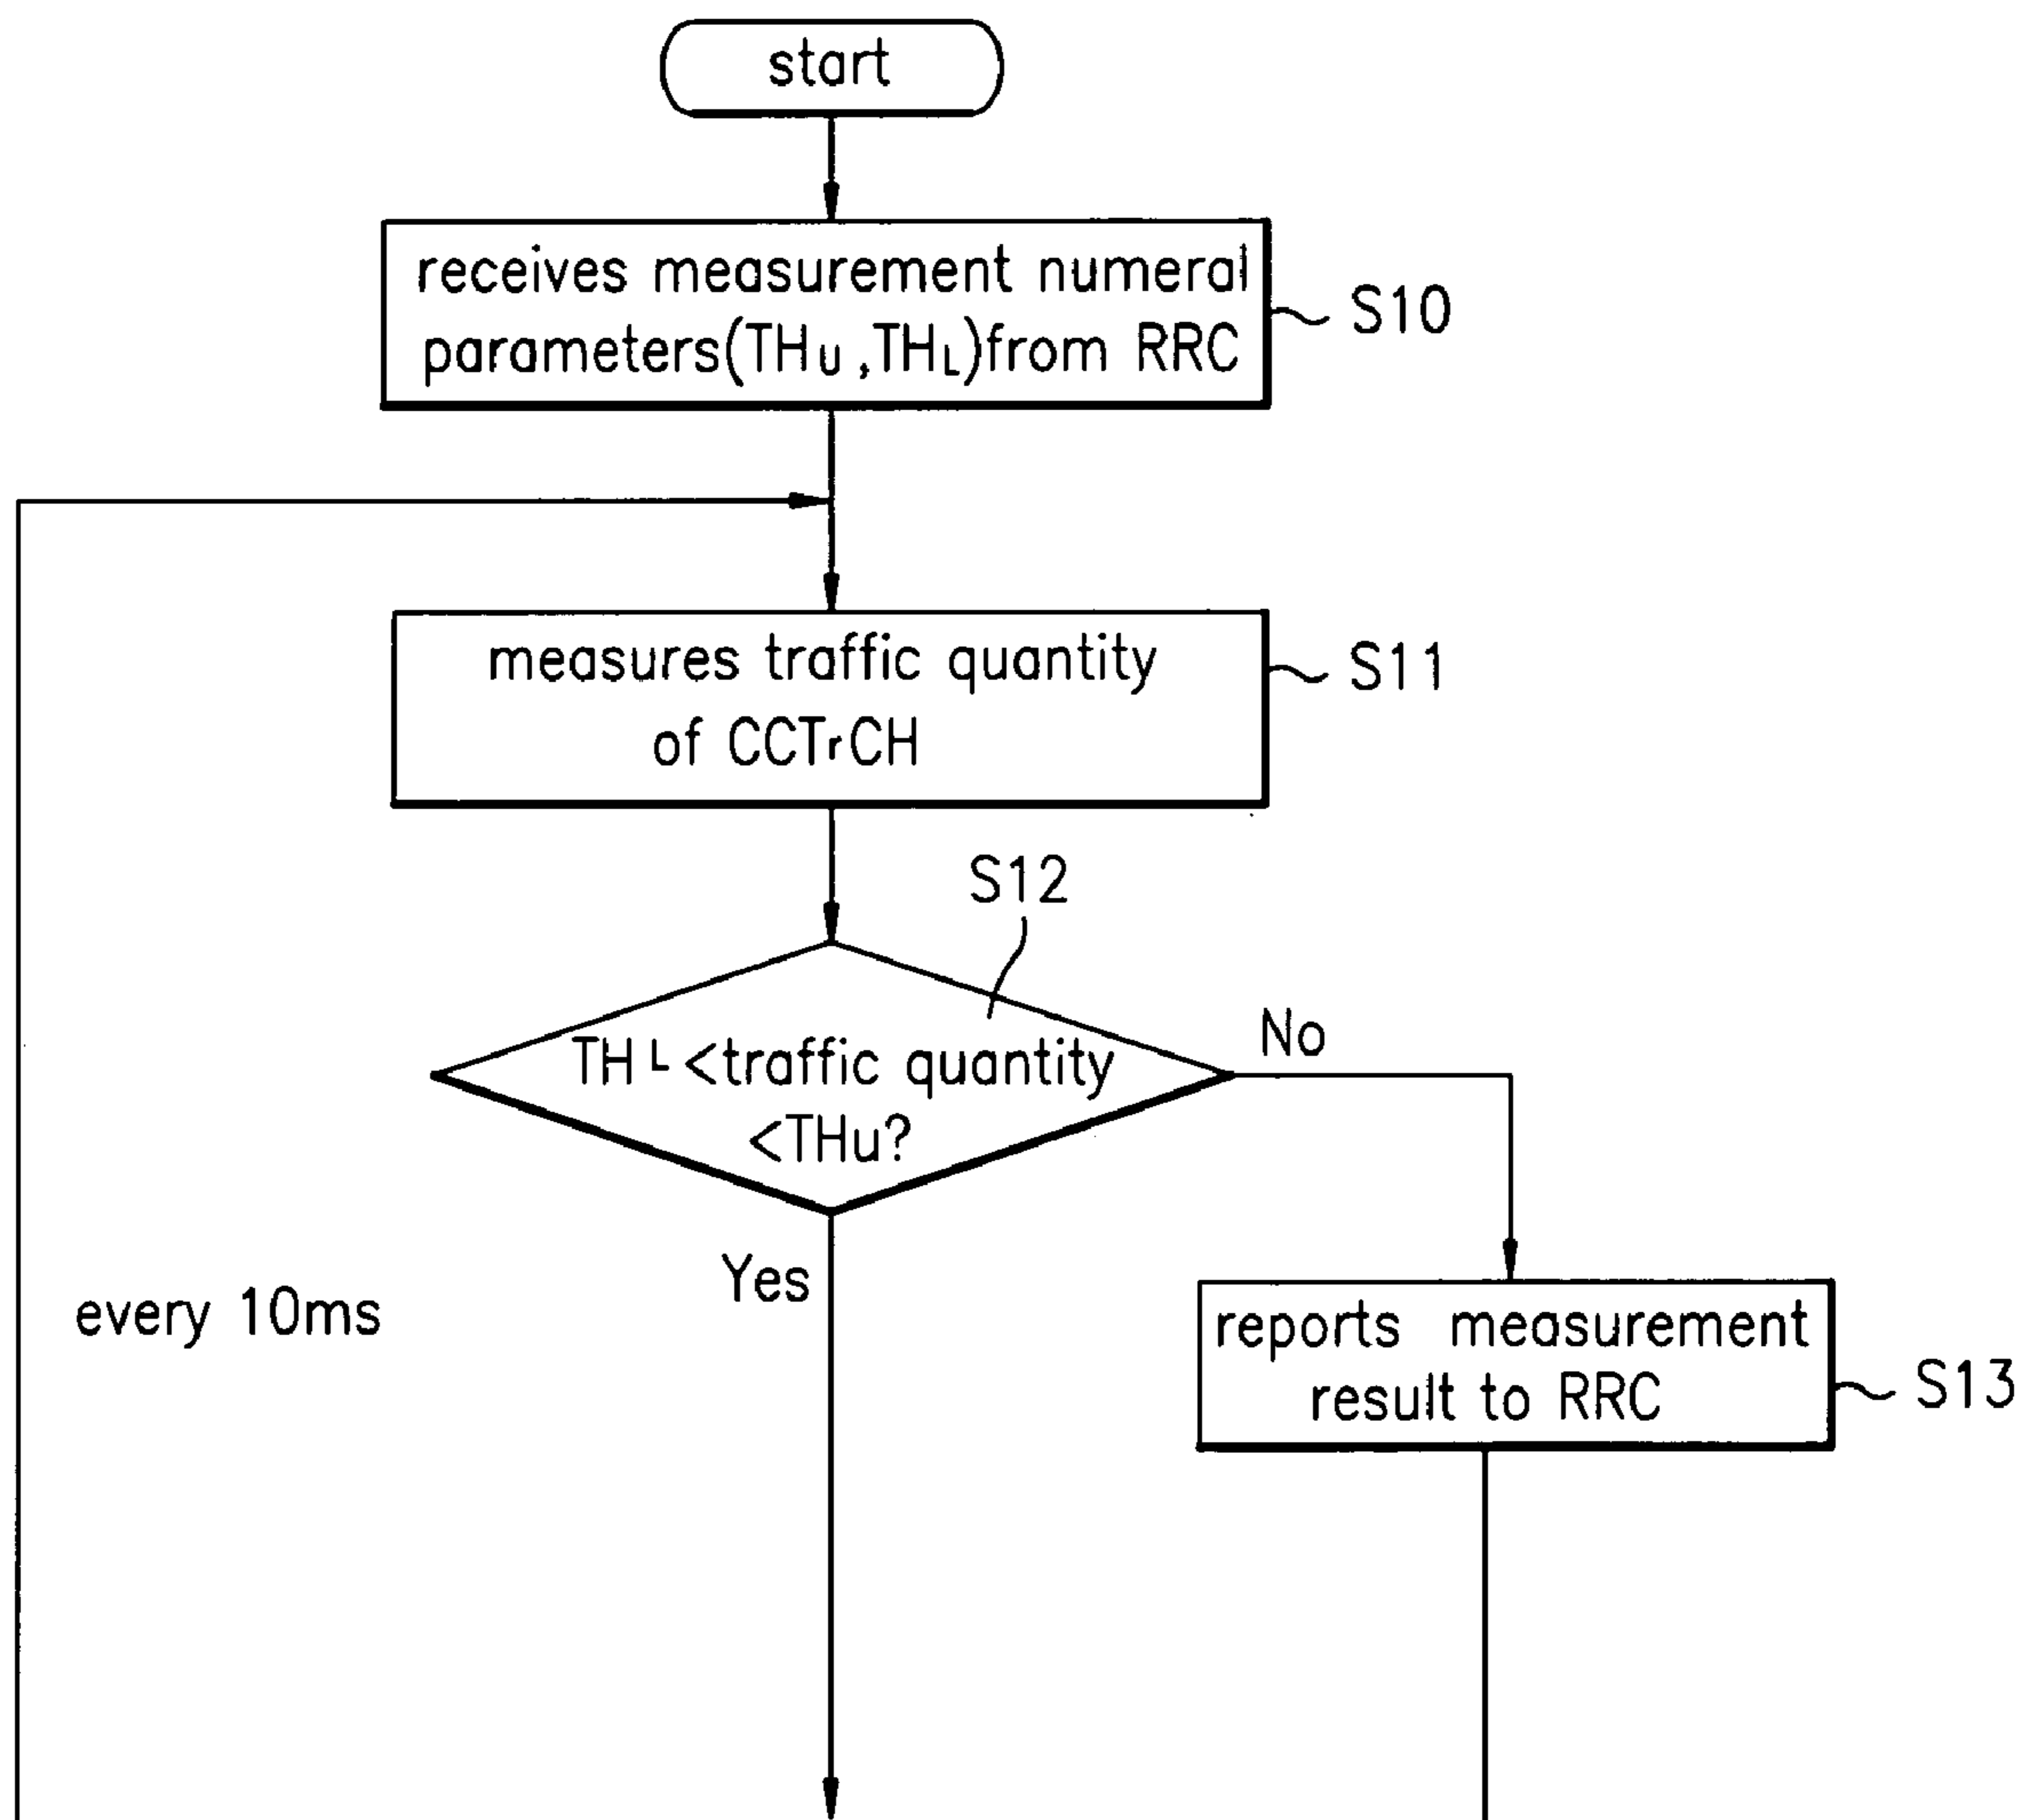 start
receives measurement numeral
parameters(THU ,THL)from RRC
S10
measures traffic quantity
of CCTrCH
S11
S12
THL <traffic quantity
<THu?
No
Yes
every 10ms
reports measurement
result to RRC
S13